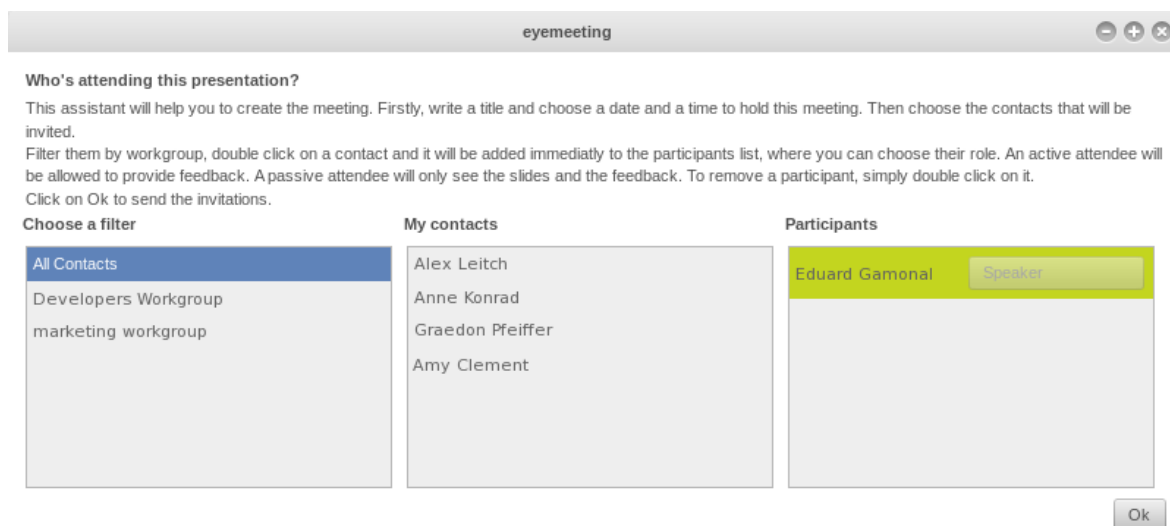 eyemeeting
Who's attending this presentation?
This assistant will help you to create the meeting. Firstly, write a title and choose a date and a time to hold this meeting. Then choose the contacts that will be
invited.
Filter them by workgroup, double click on a contact and it will be added immediatly to the participants list, where you can choose their role. An active attendee will
be allowed to provide feedback. A passive attendee will only see the slides and the feedback. To remove a participant, simply double click on it.
Click on Ok to send the invitations.
Choose a filter
All Contacts
Developers Workgroup
marketing workgroup
My contacts
Alex Leitch
Anne Konrad
Graedon Pfeiffer
Amy Clement
Participants
Eduard Gamonal Speaker
Ok